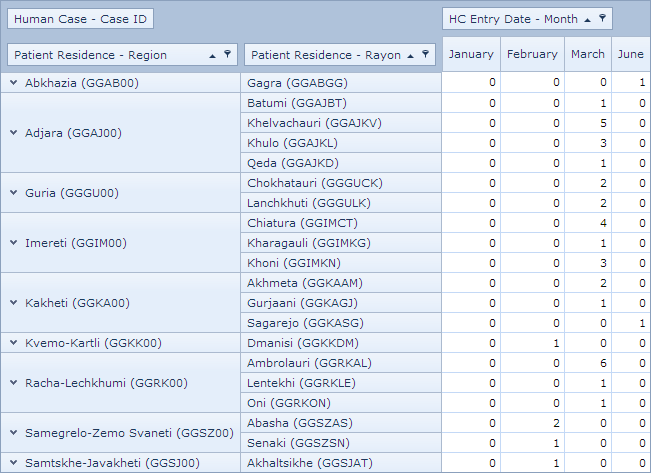 Human Case - Case ID HC Entry Date - Month
Patient Residence - Region Patient Residence - Rayon January February March June
Abkhazia (GGAB00) Gagra (GGABGG) 0 0 0 1
Adjara (GGAJ00) Batumi (GGAJBT) 0 0 1 0
Khelvachauri (GGAJKV) 0 0 5 0
Khulo (GGAJKL) 0 0 3 0
Qeda (GGAJKD) 0 0 1 0
Guria (GGGU00) Chokhatauri (GGGUCK) 0 0 2 0
Lanchkhuti (GGGULK) 0 0 2 0
Imereti (GGIM00) Chiatura (GGIMCT) 0 0 4 0
Kharagauli (GGIMKG) 0 0 1 0
Khoni (GGIMKN) 0 0 3 0
Kakheti (GGKA00) Akhmeta (GGKAAM) 0 0 2 0
Gurjaani (GGKAGJ) 0 0 1 0
Sagarejo (GGKASG) 0 0 0 1
Kvemo-Kartli (GGKK00) Dmanisi (GGKKDM) 0 1 0 0
Racha-Lechkhumi (GGRK00) Ambrolauri (GGRKAL) 0 0 6 0
Lentekhi (GGRKLE) 0 0 1 0
Oni (GGRKON) 0 0 1 0
Samegrelo-Zemo Svaneti (GGSZ00) Abasha (GGSZAS) 0 2 0 0
Senaki (GGSZSN) 0 1 0 0
Samtskhe-Javakheti (GGSJ00) Akhaltsikhe (GGSJAT) 0 1 0 0